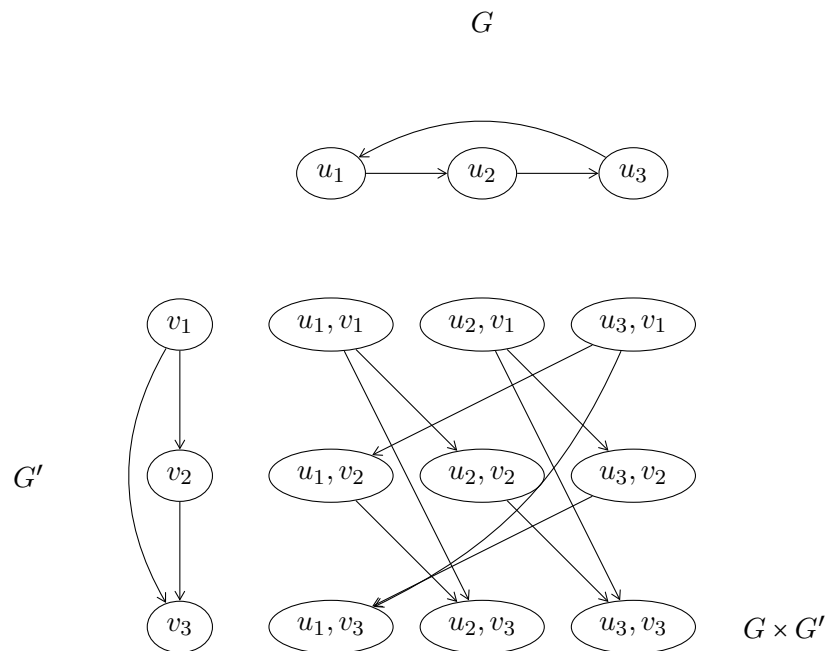 G
u₁ u₂ u₃
v₁ u₁, v₁ u₂, v₁ u₃, v₁
G′ v₂ u₁, v₂ u₂, v₂ u₃, v₂
v₃ u₁, v₃ u₂, v₃ u₃, v₃ G × G′